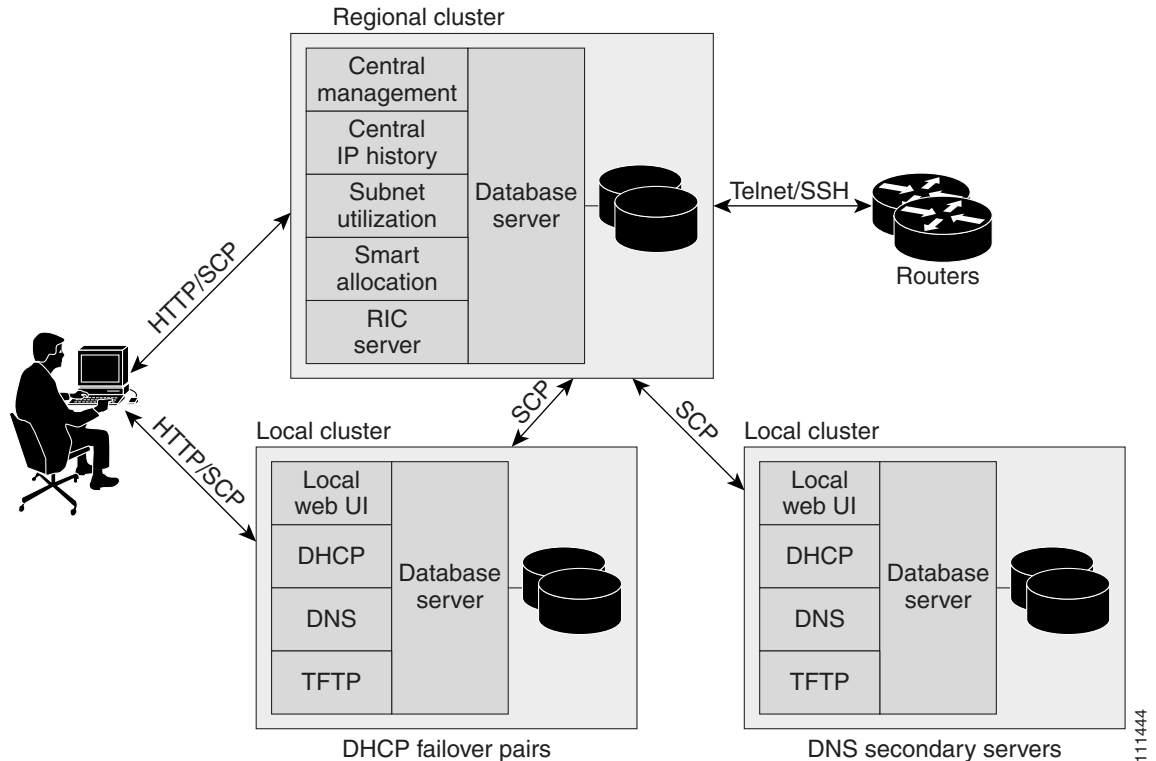 Regional cluster
Central
management
Central
IP history
Subnet
utilization
Smart
allocation
RIC
server
Database
server
Telnet/SSH
Routers
HTTP/SCP
HTTP/SCP
SCP
SCP
Local cluster
Local
web UI
DHCP
DNS
TFTP
Database
server
DHCP failover pairs
Local cluster
Local
web UI
DHCP
DNS
TFTP
Database
server
DNS secondary servers
111444